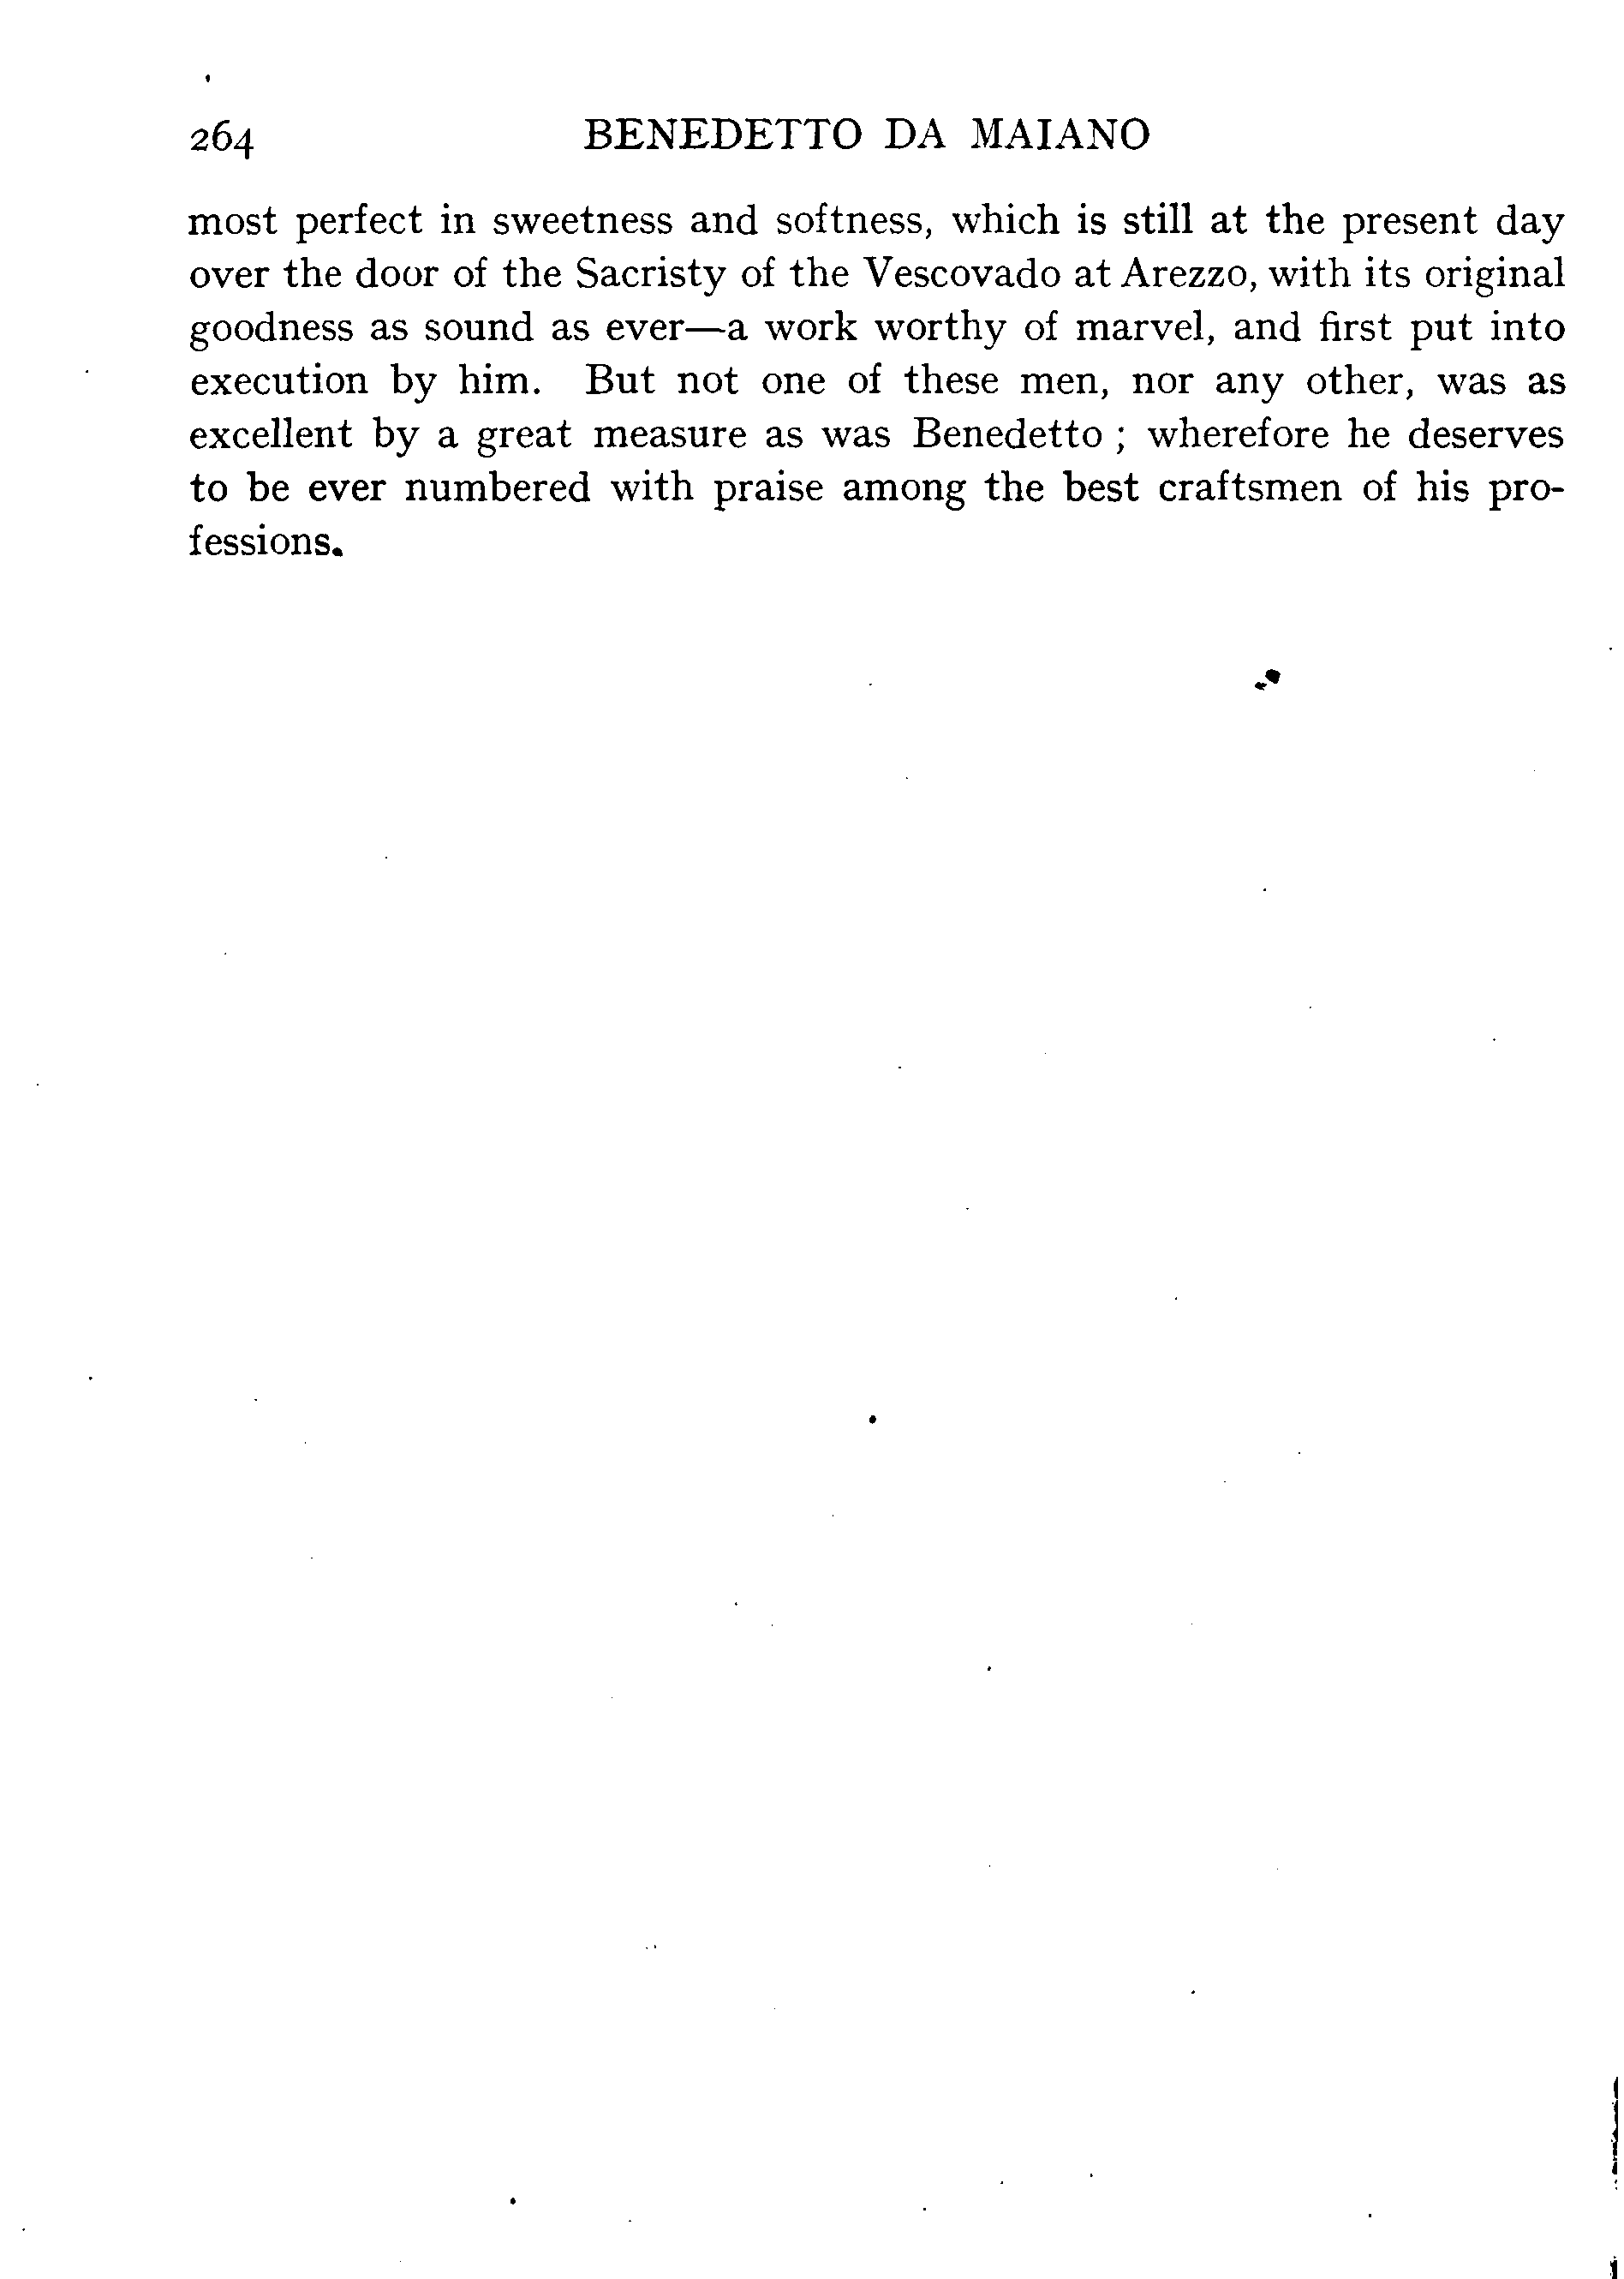 264 BENEDETTO DA MAIANO
most perfect in sweetness and softness, which is still at the present day
over the door of the Sacristy of the Vescovado at Arezzo, with its original
goodness as sound as ever—a work worthy of marvel, and first put into
execution by him. But not one of these men, nor any other, was as
excellent by a great measure as was Benedetto ; wherefore he deserves
to be ever numbered with praise among the best craftsmen of his pro-
fessions.